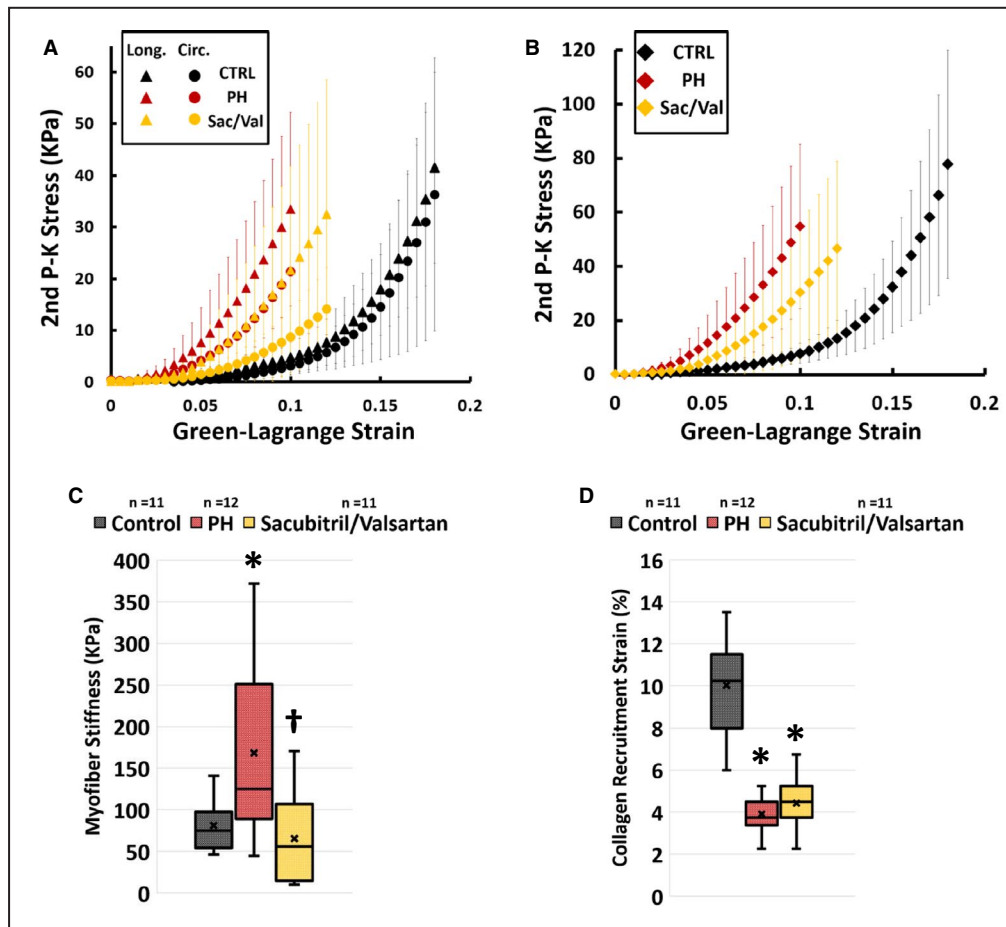 A
Long. Circ.
CTRL
PH
Sac/Val
2nd P-K Stress (KPa)
60
50
40
30
20
10
0
0 0.05 0.1 0.15 0.2
Green-Lagrange Strain
B
CTRL
PH
Sac/Val
2nd P-K Stress (KPa)
120
100
80
60
40
20
0
0 0.05 0.1 0.15 0.2
Green-Lagrange Strain
C
n =11 n =12 n =11
Control PH Sacubitril/Valsartan
Myofiber Stiffness (KPa)
400
350
300
250
200
150
100
50
0
*
†
D
n =11 n =12 n =11
Control PH Sacubitril/Valsartan
Collagen Recruitment Strain (%)
16
14
12
10
8
6
4
2
0
*
*